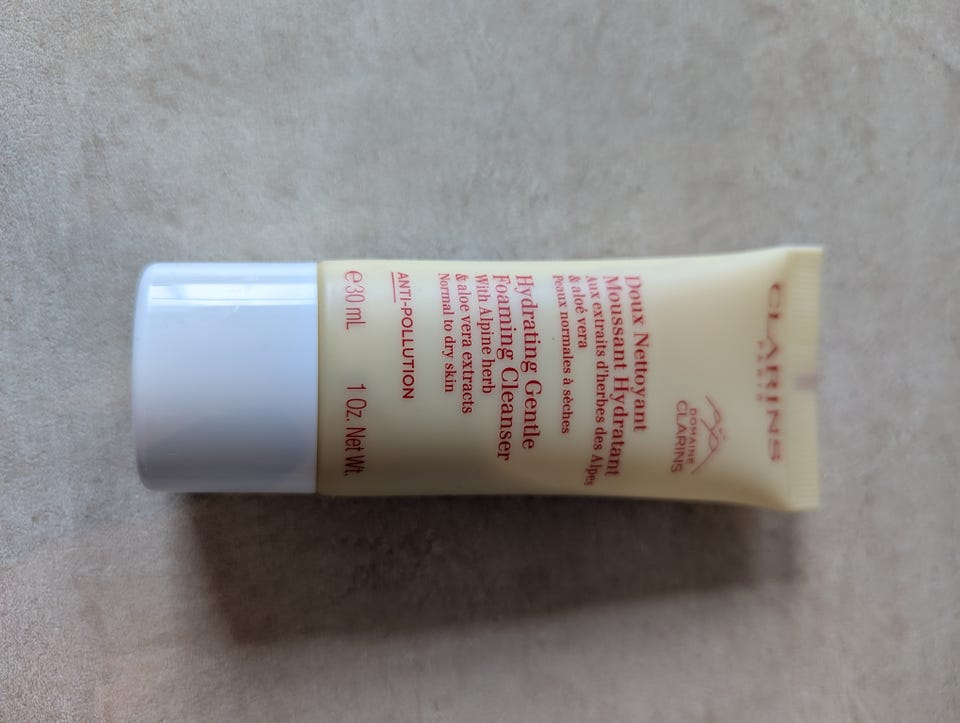 CLARINS
PARIS
DOMAINE
CLARINS
Doux Nettoyant
Moussant Hydratant
Aux extraits d'herbes des Alpes
& aloé vera
Peaux normales à sèches
Hydrating Gentle
Foaming Cleanser
With Alpine herb
& aloe vera extracts
Normal to dry skin
ANTI-POLLUTION
℮30 mL 1 Oz. Net Wt.